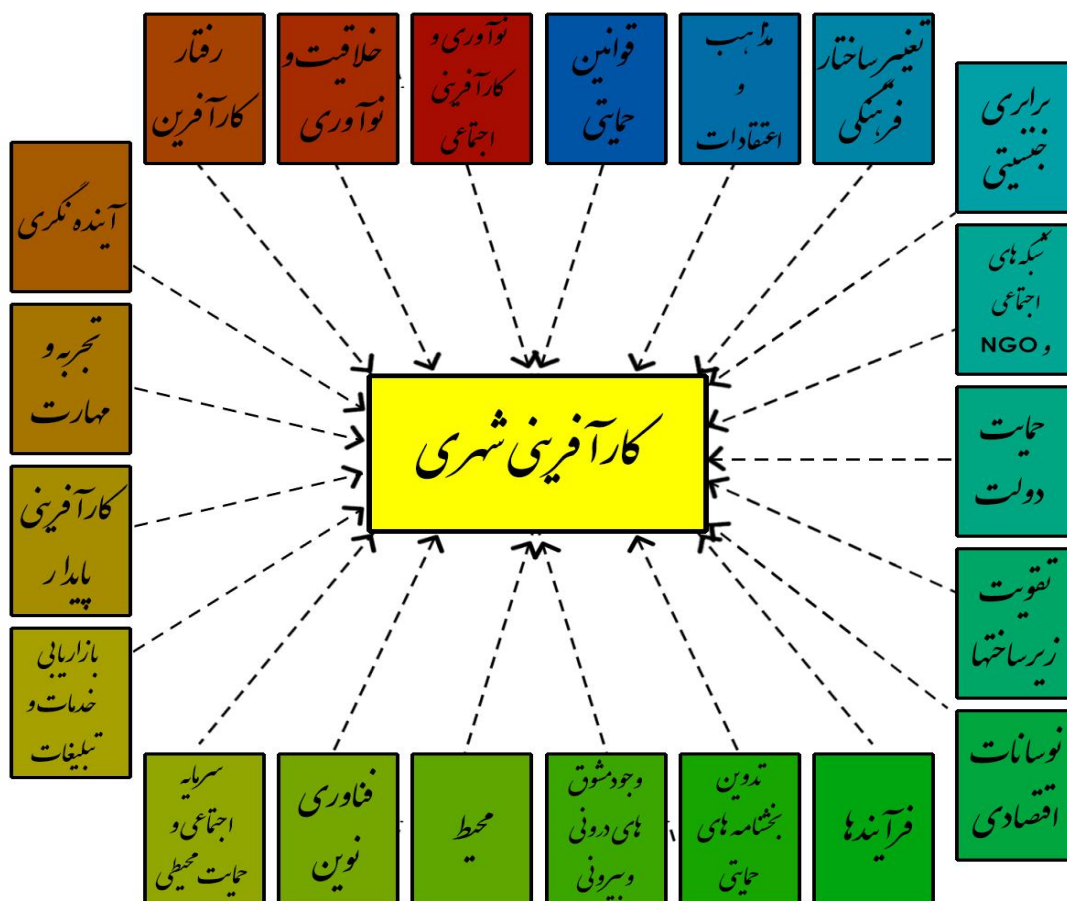 تغییر ساختار
فرهنگی
مذاهب
و
اعتقادات
قوانین
حمایتی
نوآوری و
کارآفرینی
اجتماعی
خلاقیت و
نوآوری
رفتار
کارآفرین
برابری
جنسیتی
شبکه های
اجتماعی
و NGO
حمایت
دولت
تقویت
زیرساختها
نوسانات
اقتصادی
کارآفرینی شهری
آینده نگری
تجربه و
مهارت
کارآفرینی
پایدار
بازاریابی
خدمات و
تبلیغات
فرآیندها
تدوین
بخشنامه های
حمایتی
وجود مشوق
های درونی
و بیرونی
محیط
فناوری
نوین
سرمایه
اجتماعی و
حمایت محیطی